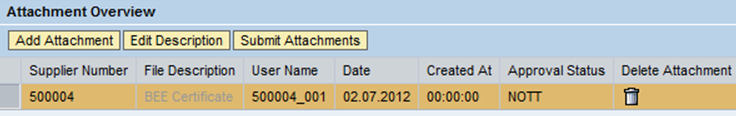 Attachment Overview
Add Attachment Edit Description Submit Attachments
Supplier Number File Description User Name Date Created At Approval Status Delete Attachment
500004 BEE Certificate 500004_001 02.07.2012 00:00:00 NOTT